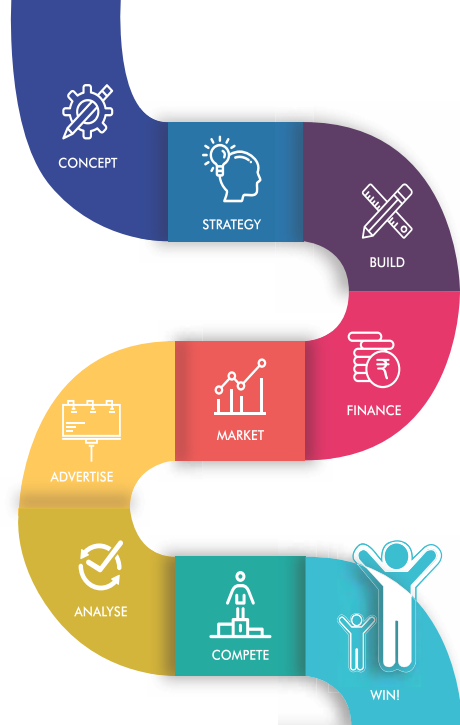 CONCEPT
STRATEGY
BUILD
FINANCE
₹
MARKET
ADVERTISE
ANALYSE
COMPETE
WIN!